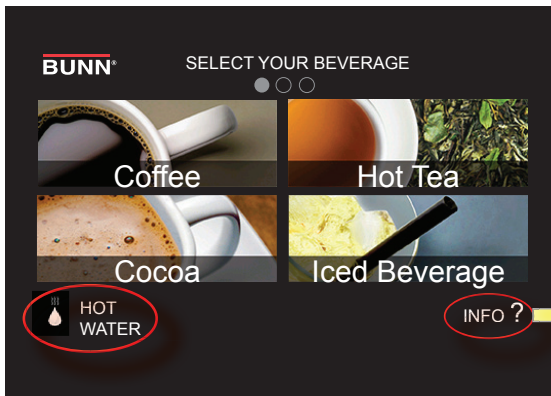 BUNN®
SELECT YOUR BEVERAGE
Coffee
Hot Tea
Cocoa
Iced Beverage
HOT
WATER
INFO ?